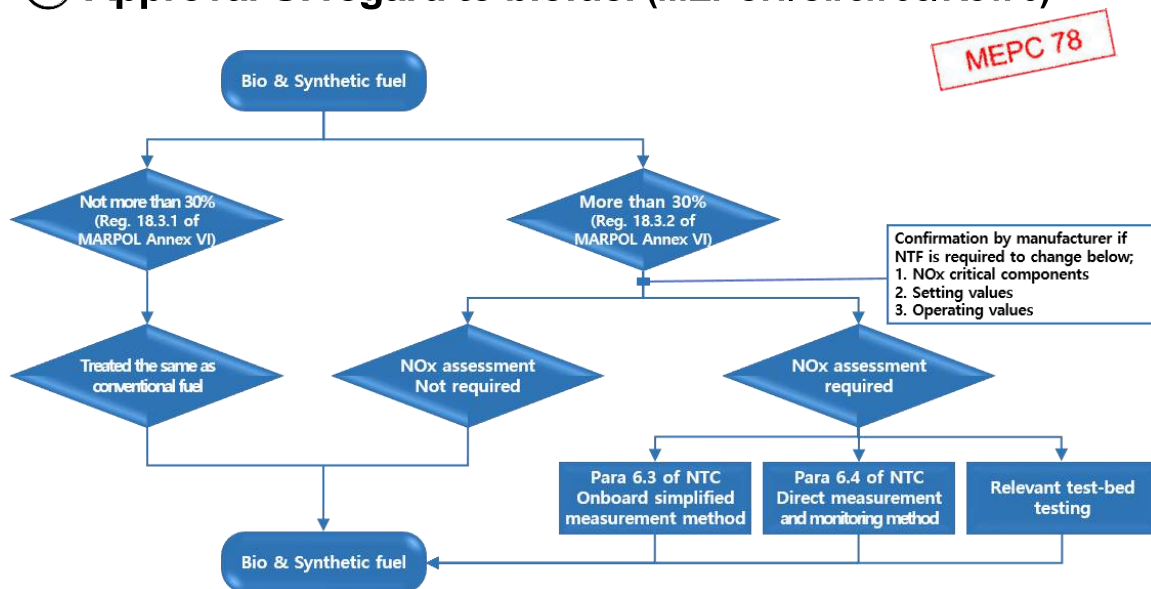 MEPC 78
Bio & Synthetic fuel
Not more than 30%
(Reg. 18.3.1 of
MARPOL Annex VI)
More than 30%
(Reg. 18.3.2 of
MARPOL Annex VI)
Confirmation by manufacturer if
NTF is required to change below;
1. NOx critical components
2. Setting values
3. Operating values
Treated the same as
conventional fuel
NOx assessment
Not required
NOx assessment
required
Para 6.3 of NTC
Onboard simplified
measurement method
Para 6.4 of NTC
Direct measurement
and monitoring method
Relevant test-bed
testing
Bio & Synthetic fuel